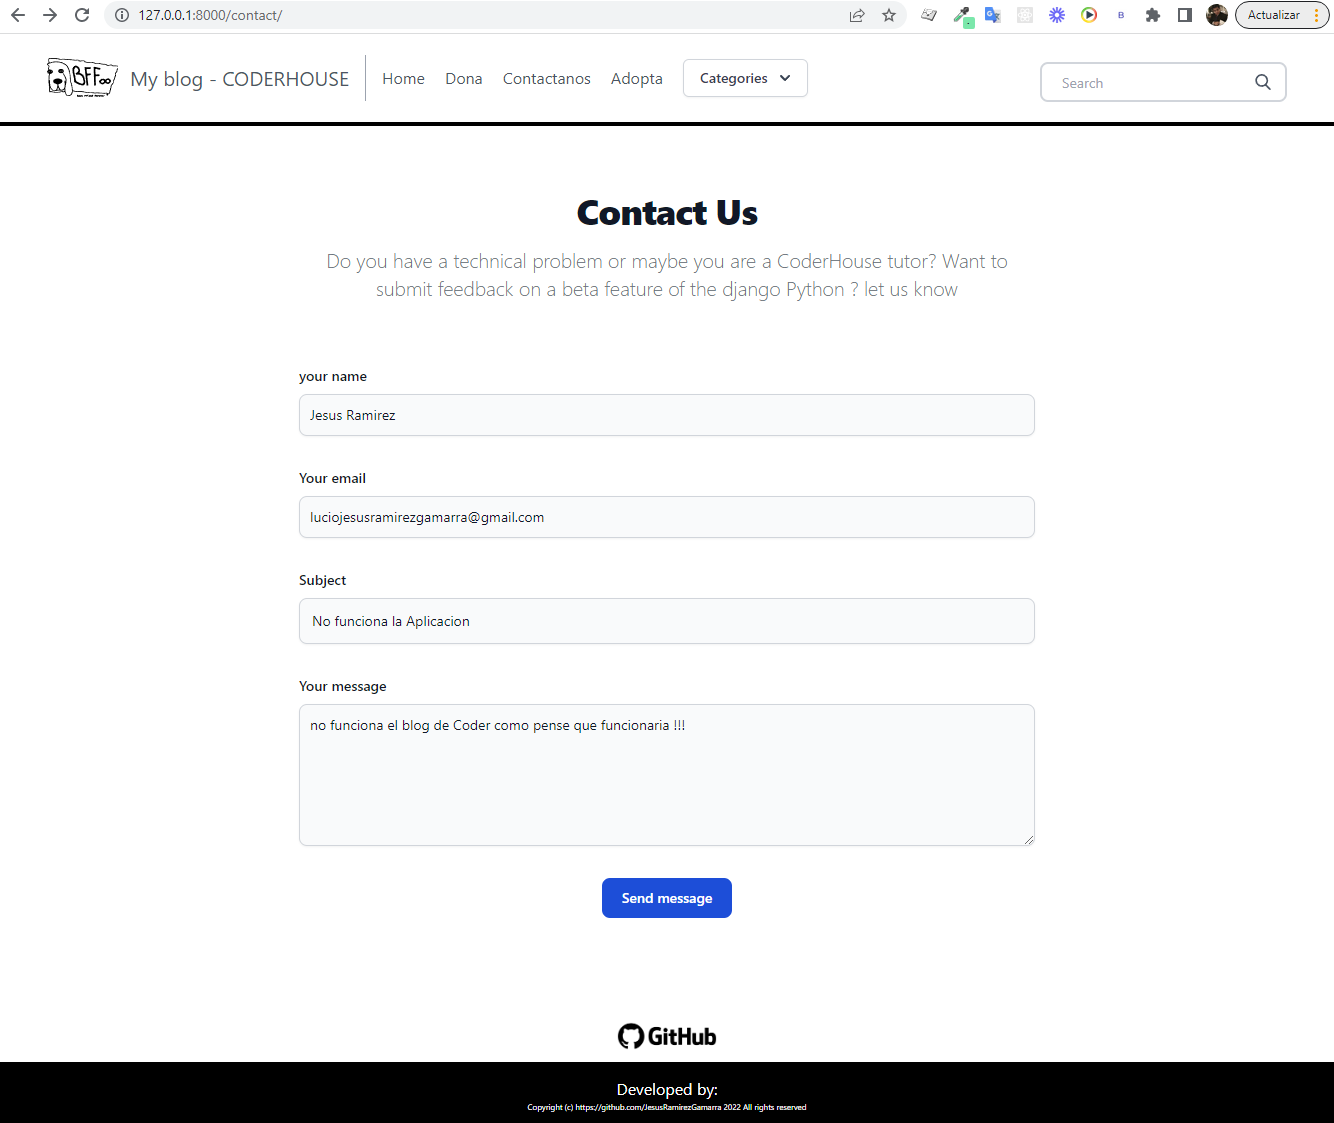 127.0.0.1:8000/contact/
Actualizar
BFF
My blog - CODERHOUSE
Home
Dona
Contactanos
Adopta
Categories
Search
Contact Us
Do you have a technical problem or maybe you are a CoderHouse tutor? Want to
submit feedback on a beta feature of the django Python ? let us know
your name
Jesus Ramirez
Your email
luciojesusramirezgamarra@gmail.com
Subject
No funciona la Aplicacion
Your message
no funciona el blog de Coder como pense que funcionaria !!!
Send message
GitHub
Developed by:
Copyright (c) https://github.com/JesusRamirezGamarra 2022 All rights reserved